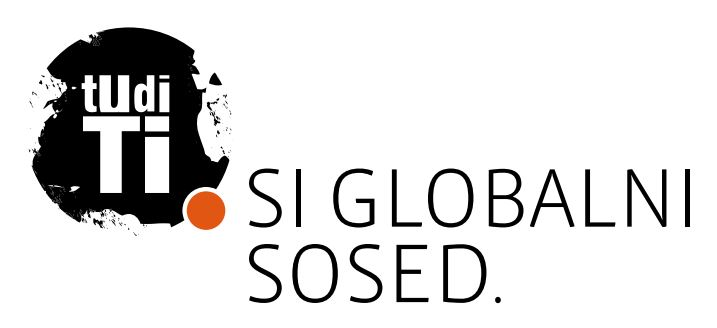 tudi
Ti
SI GLOBALNI
SOSED.